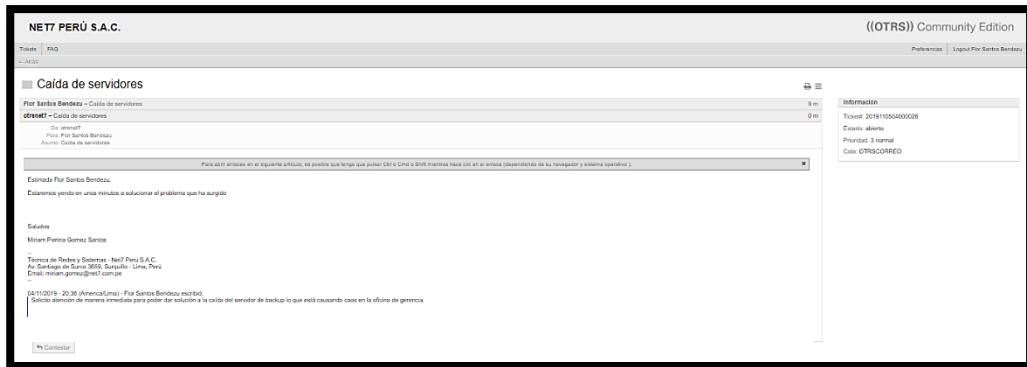 NET7 PERÚ S.A.C.
((OTRS)) Community Edition
Tickets FAQ
Preferencias Logout Flor Santos Bendezu
← Atrás
Caída de servidores
Flor Santos Bendezu – Caída de servidores 9 m
otrsnet7 – Caída de servidores 0 m
De: otrsnet7
Para: Flor Santos Bendezu
Asunto: Caída de servidores
Información
Ticket#: 2019110504000026
Estado: abierto
Prioridad: 3 normal
Cola: OTRSCORREO
Para abrir enlaces en el siguiente artículo, es posible que tenga que pulsar Ctrl o Cmd o Shift mientras hace clic en el enlace (dependiendo de su navegador y sistema operativo ).
Estimada Flor Santos Bendezu,
Estaremos yendo en unos minutos a solucionar el problema que ha surgido
Saludos
Miriam Pierina Gomez Santos
--
Técnica de Redes y Sistemas - Net7 Peru S.A.C.
Av. Santiago de Surco 3659, Surquillo - Lima, Perú
Email: miriam.gomez@net7.com.pe
--
04/11/2019 - 20:36 (America/Lima) - Flor Santos Bendezu escribió:
Solicito atención de manera inmediata para poder dar solución a la caída del servidor de backup lo que está causando caos en la oficina de gerencia.
Contestar